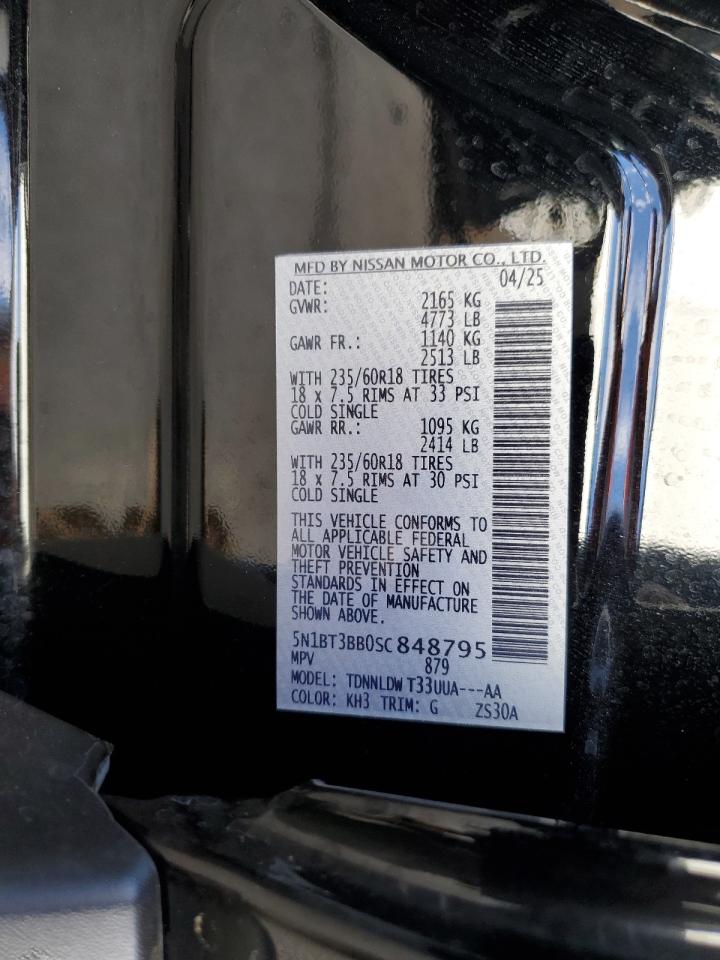 MFD BY NISSAN MOTOR CO., LTD.
DATE: 04/25
GVWR: 2165 KG
4773 LB
GAWR FR.: 1140 KG
2513 LB
WITH 235/60R18 TIRES
18 x 7.5 RIMS AT 33 PSI
COLD SINGLE
GAWR RR.: 1095 KG
2414 LB
WITH 235/60R18 TIRES
18 x 7.5 RIMS AT 30 PSI
COLD SINGLE
THIS VEHICLE CONFORMS TO
ALL APPLICABLE FEDERAL
MOTOR VEHICLE SAFETY AND
THEFT PREVENTION
STANDARDS IN EFFECT ON
THE DATE OF MANUFACTURE
SHOWN ABOVE.
5N1BT3BB0SC848795
MPV 879
MODEL: TDNNLDW T33UUA---AA
COLOR: KH3 TRIM: G ZS30A